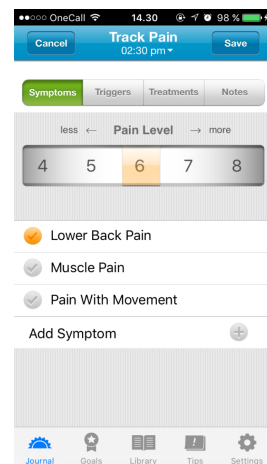 OneCall 14.30 98 %
Cancel Track Pain Save
02:30 pm
Symptoms Triggers Treatments Notes
less ← Pain Level → more
4 5 6 7 8
Lower Back Pain
Muscle Pain
Pain With Movement
Add Symptom
Journal Goals Library Tips Settings